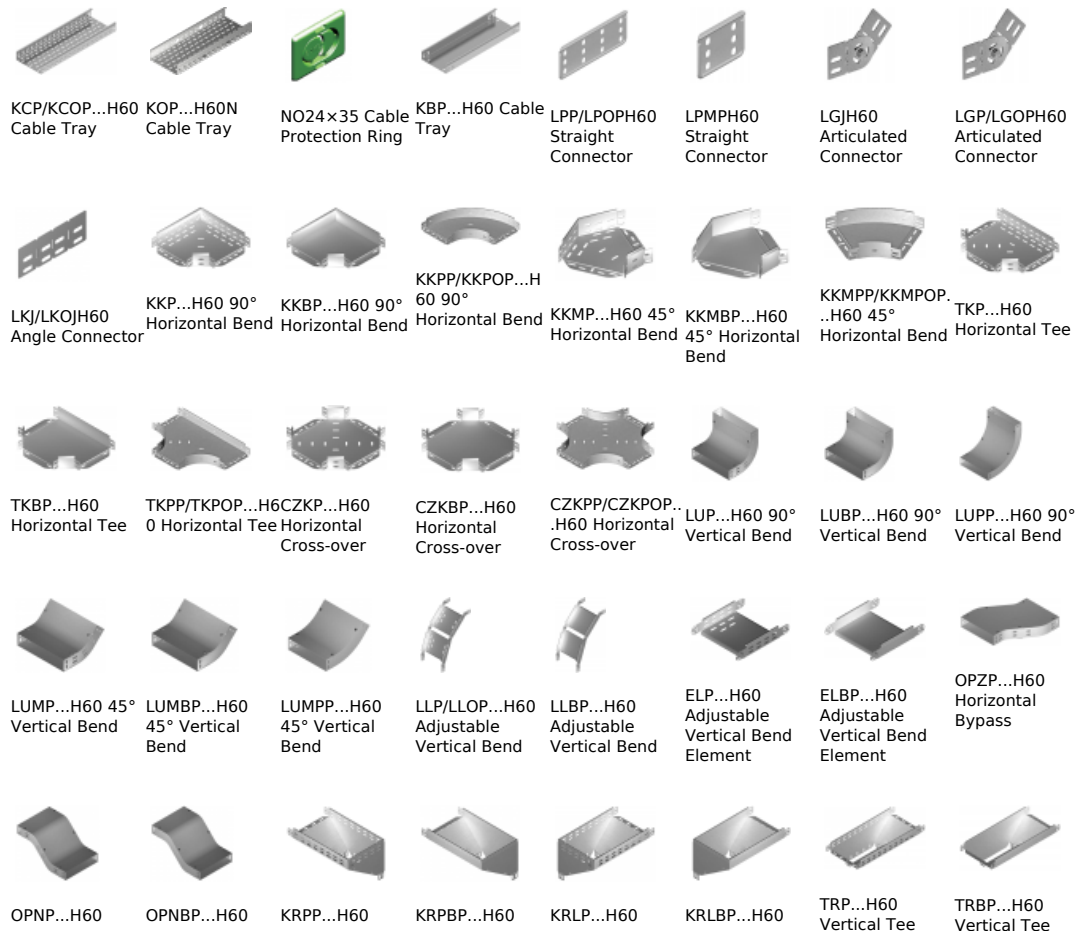 KCP/KCOP...H60
Cable Tray
KOP...H60N
Cable Tray
NO24×35 Cable
Protection Ring
KBP...H60 Cable
Tray
LPP/LPOPH60
Straight
Connector
LPMPH60
Straight
Connector
LGJH60
Articulated
Connector
LGP/LGOPH60
Articulated
Connector
LKJ/LKOJH60
Angle Connector
KKP...H60 90°
Horizontal Bend
KKBP...H60 90°
Horizontal Bend
KKPP/KKPOP...H
60 90°
Horizontal Bend
KKMP...H60 45°
Horizontal Bend
KKMBP...H60
45° Horizontal
Bend
KKMPP/KKMPOP.
..H60 45°
Horizontal Bend
TKP...H60
Horizontal Tee
TKBP...H60
Horizontal Tee
TKPP/TKPOP...H6
0 Horizontal Tee
CZKP...H60
Horizontal
Cross-over
CZKBP...H60
Horizontal
Cross-over
CZKPP/CZKPOP..
.H60 Horizontal
Cross-over
LUP...H60 90°
Vertical Bend
LUBP...H60 90°
Vertical Bend
LUPP...H60 90°
Vertical Bend
LUMP...H60 45°
Vertical Bend
LUMBP...H60
45° Vertical
Bend
LUMPP...H60
45° Vertical
Bend
LLP/LLOP...H60
Adjustable
Vertical Bend
LLBP...H60
Adjustable
Vertical Bend
ELP...H60
Adjustable
Vertical Bend
Element
ELBP...H60
Adjustable
Vertical Bend
Element
OPZP...H60
Horizontal
Bypass
OPNP...H60
OPNBP...H60
KRPP...H60
KRPBP...H60
KRLP...H60
KRLBP...H60
TRP...H60
Vertical Tee
TRBP...H60
Vertical Tee